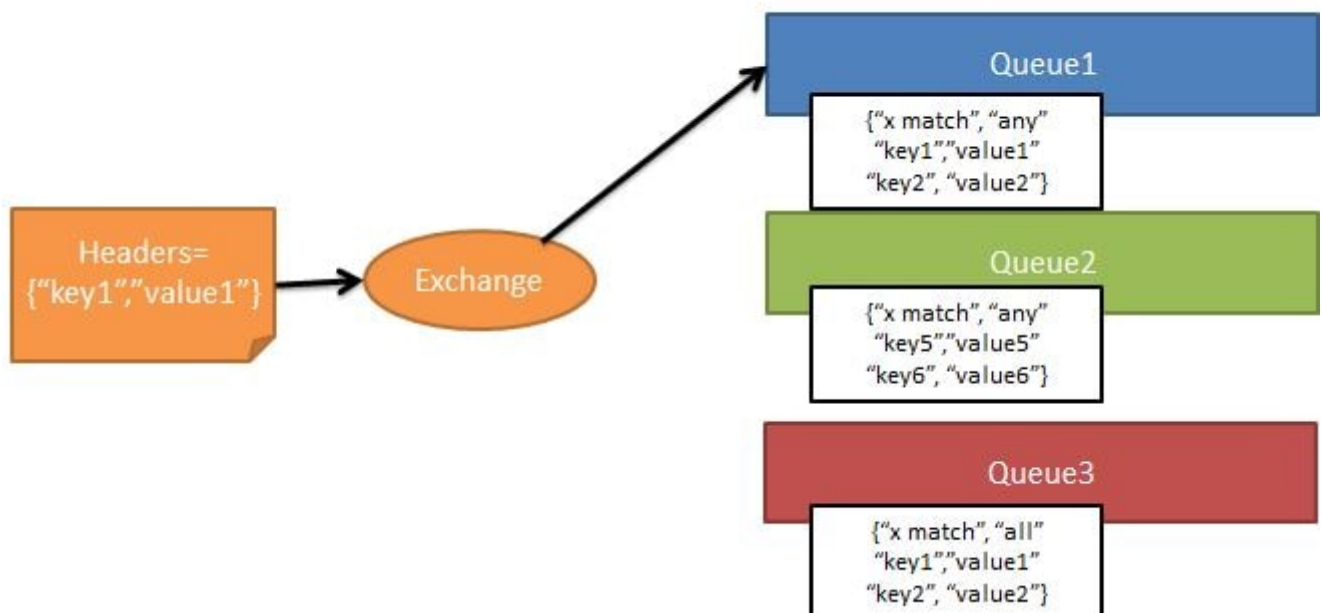 Headers=
{“key1”,”value1”}
Exchange
Queue1
{“x match”, “any”
“key1”,”value1”
“key2”, “value2”}
Queue2
{“x match”, “any”
“key5”,”value5”
“key6”, “value6”}
Queue3
{“x match”, “all”
“key1”,”value1”
“key2”, “value2”}